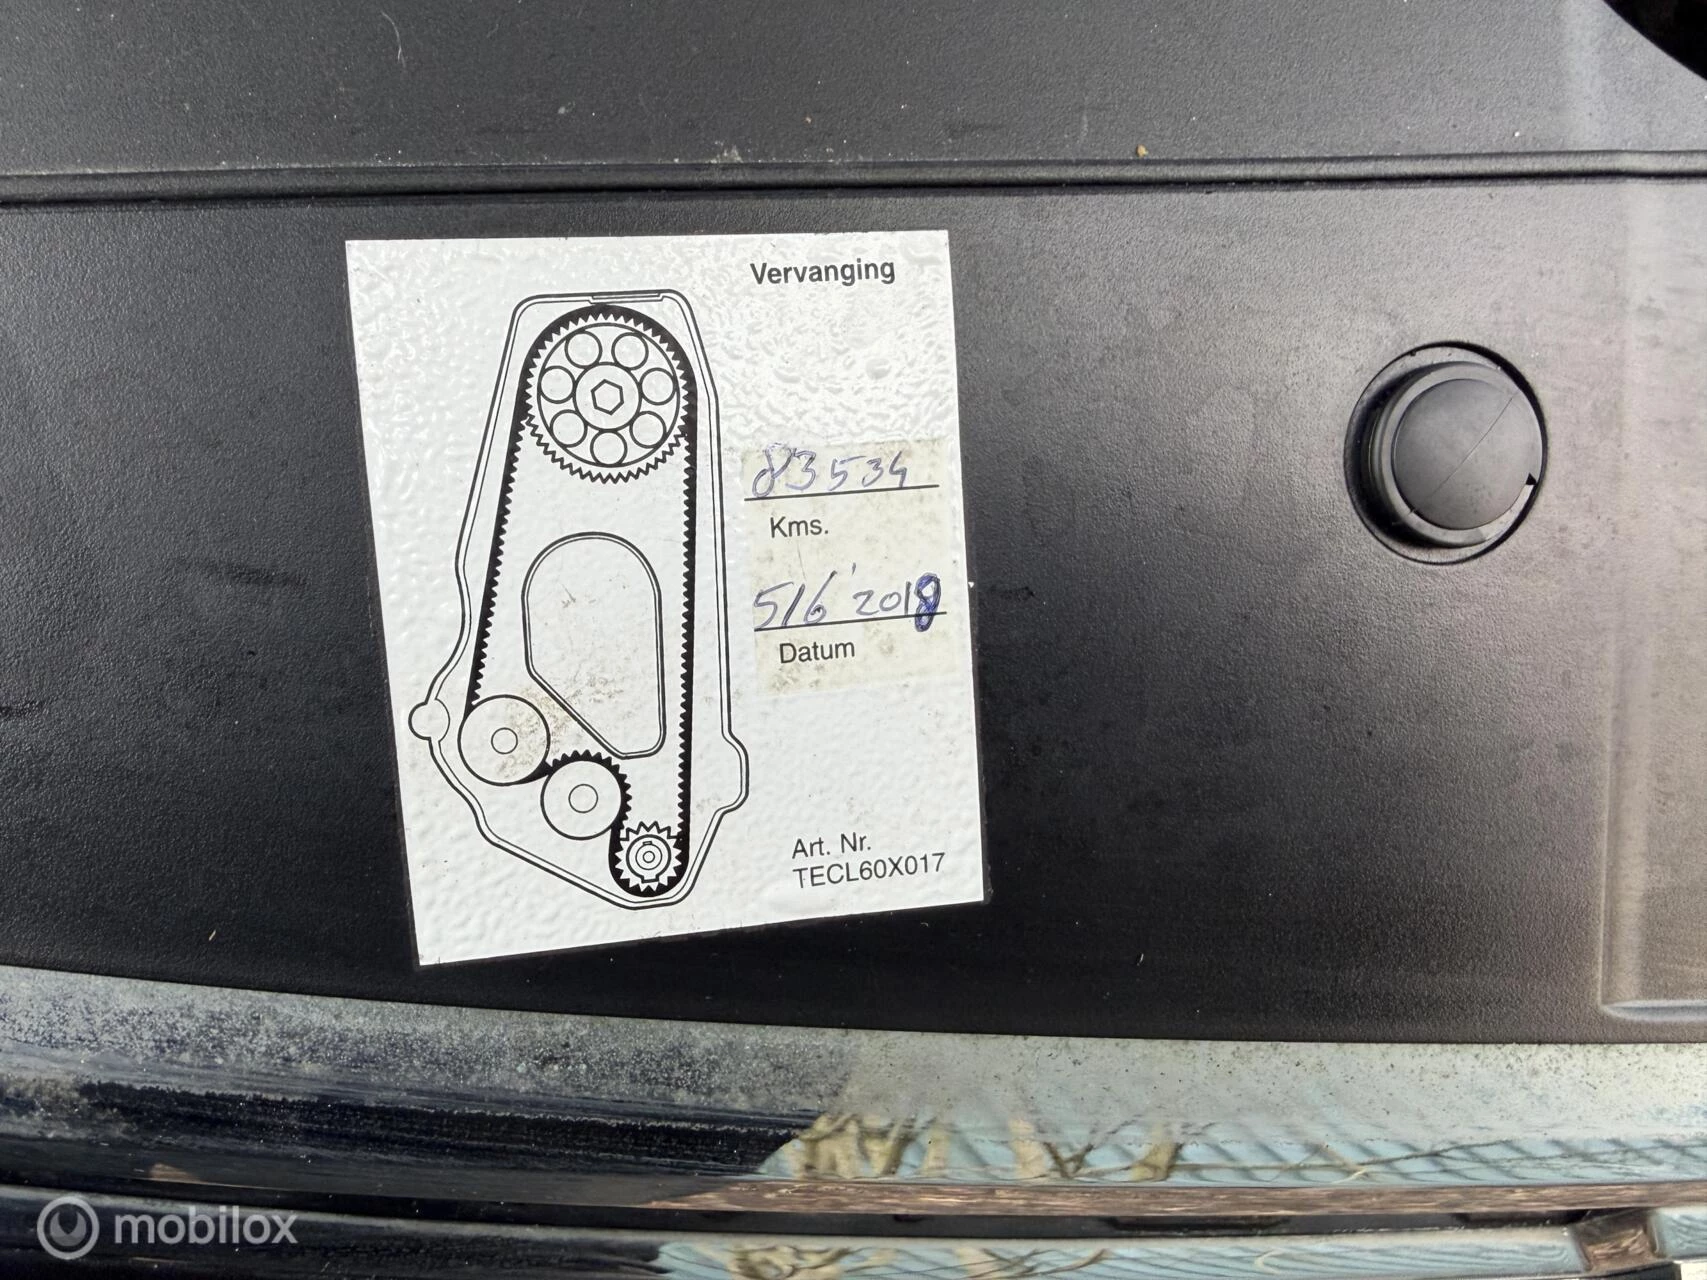 Vervanging
83534
Kms.
5/6'2018
Datum
Art. Nr.
TECL60X017
mobilox